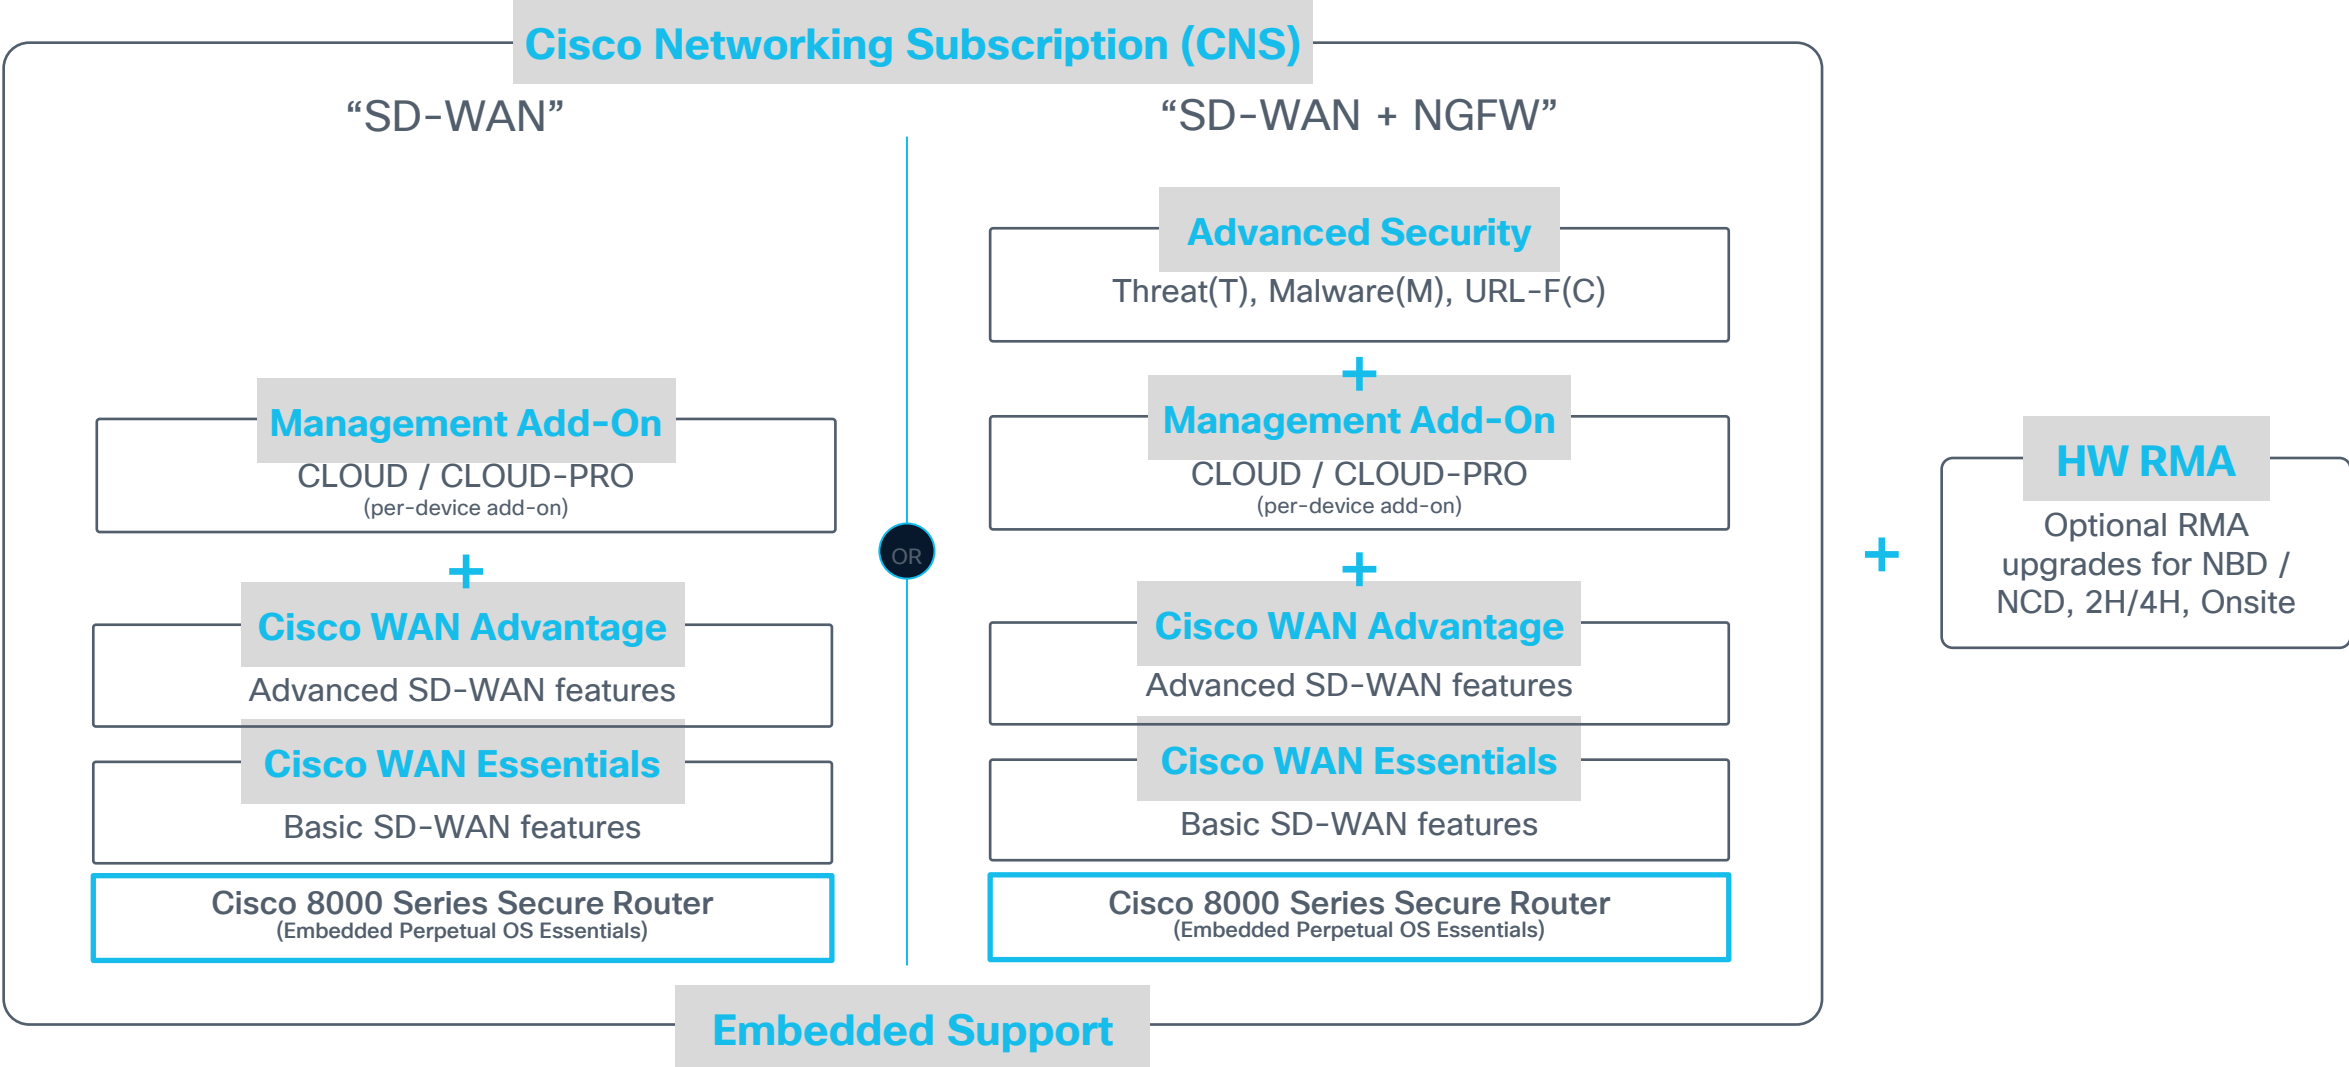 Cisco Networking Subscription (CNS)
“SD-WAN”
Management Add-On
CLOUD / CLOUD-PRO
(per-device add-on)
+
Cisco WAN Advantage
Advanced SD-WAN features
Cisco WAN Essentials
Basic SD-WAN features
Cisco 8000 Series Secure Router
(Embedded Perpetual OS Essentials)
OR
“SD-WAN + NGFW”
Advanced Security
Threat(T), Malware(M), URL-F(C)
+
Management Add-On
CLOUD / CLOUD-PRO
(per-device add-on)
+
Cisco WAN Advantage
Advanced SD-WAN features
Cisco WAN Essentials
Basic SD-WAN features
Cisco 8000 Series Secure Router
(Embedded Perpetual OS Essentials)
Embedded Support
+
HW RMA
Optional RMA
upgrades for NBD /
NCD, 2H/4H, Onsite